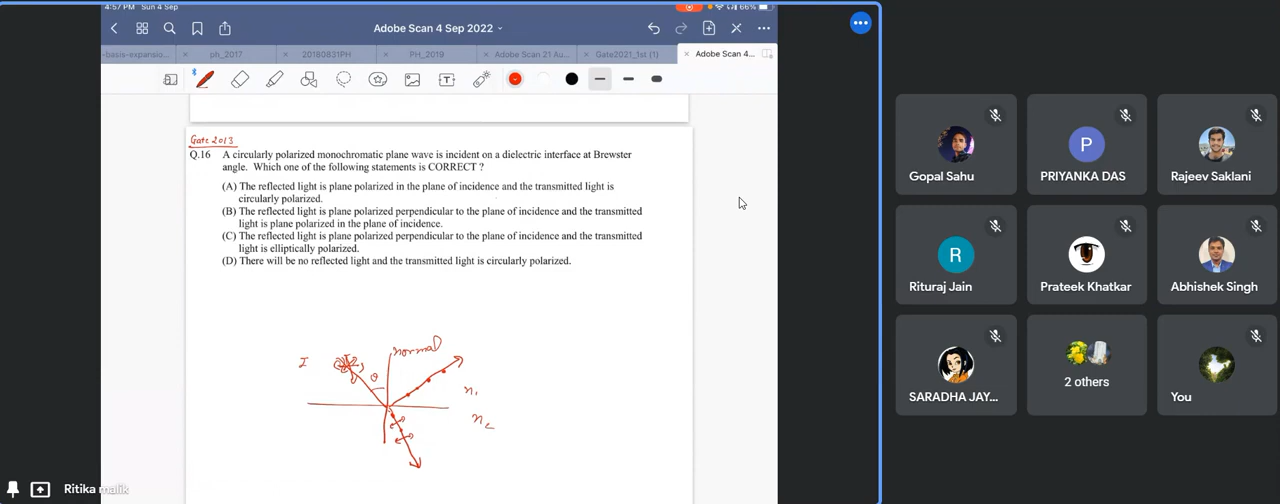 4:57 PM Sun 4 Sep
66%
Adobe Scan 4 Sep 2022
-basis-expansio...
ph_2017
20180831PH
PH_2019
Adobe Scan 21 Au...
Gate2021_1st (1)
Adobe Scan 4...
Gate 2013
Q.16 A circularly polarized monochromatic plane wave is incident on a dielectric interface at Brewster
angle. Which one of the following statements is CORRECT ?
(A) The reflected light is plane polarized in the plane of incidence and the transmitted light is
circularly polarized.
(B) The reflected light is plane polarized perpendicular to the plane of incidence and the transmitted
light is plane polarized in the plane of incidence.
(C) The reflected light is plane polarized perpendicular to the plane of incidence and the transmitted
light is elliptically polarized.
(D) There will be no reflected light and the transmitted light is circularly polarized.
I
normal
θ
n₁
n₂
Gopal Sahu
P
PRIYANKA DAS
Rajeev Saklani
R
Rituraj Jain
Prateek Khatkar
Abhishek Singh
SARADHA JAY...
2 others
You
Ritika malik